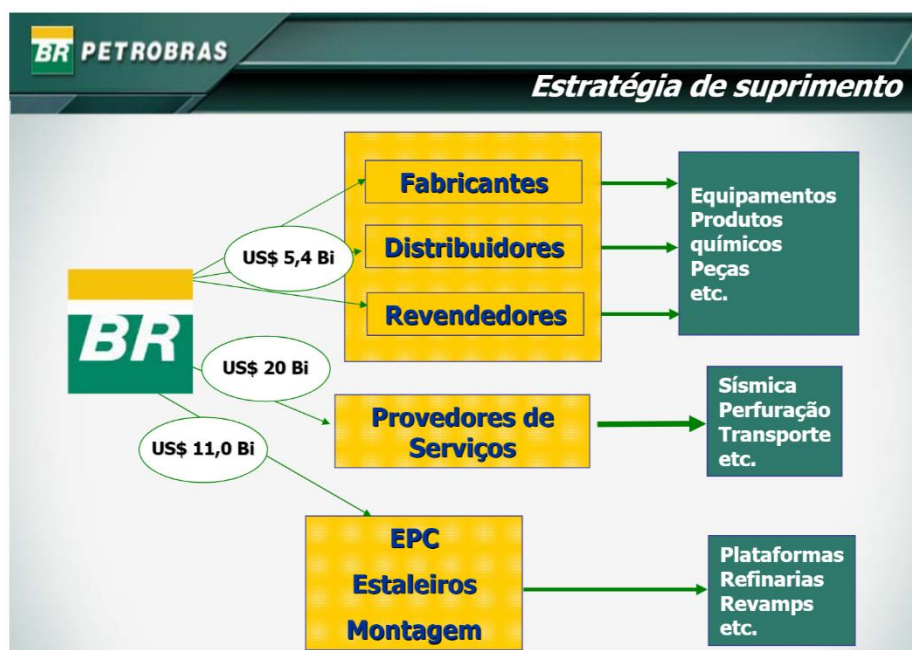 BR PETROBRAS
Estratégia de suprimento
Fabricantes
Distribuidores
Revendedores
Equipamentos
Produtos
químicos
Peças
etc.
US$ 5,4 Bi
BR
US$ 20 Bi
Provedores de
Serviços
Sísmica
Perfuração
Transporte
etc.
US$ 11,0 Bi
EPC
Estaleiros
Montagem
Plataformas
Refinarias
Revamps
etc.